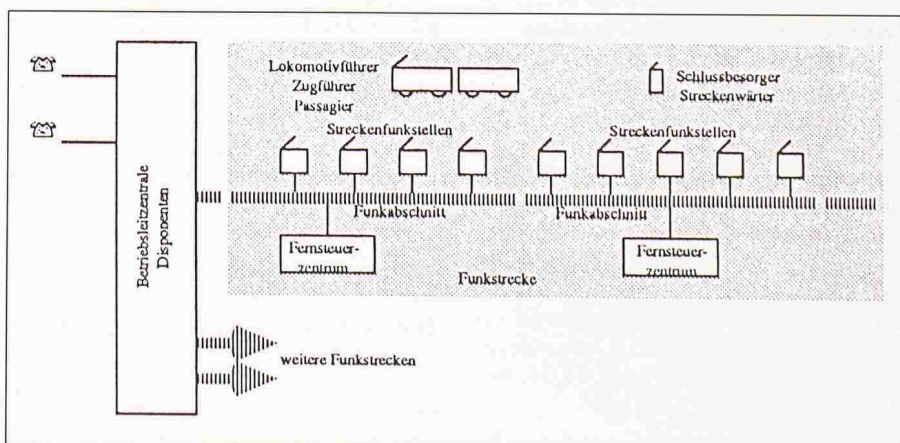 Betriebsleitzentrale
Disponenten
Lokomotivführer
Zugführer
Passagier
Schlussbesorger
Streckenwärter
Streckenfunkstellen
Streckenfunkstellen
Funkabschnitt
Funkabschnitt
Fernsteuer-
zentrum
Fernsteuer-
zentrum
Funkstrecke
weitere Funkstrecken